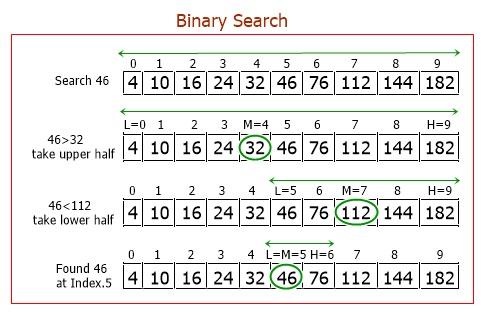 Binary Search
0 1 2 3 4 5 6 7 8 9
Search 46 4 10 16 24 32 46 76 112 144 182
L=0 1 2 3 M=4 5 6 7 8 H=9
46>32
take upper half
4 10 16 24 32 46 76 112 144 182
0 1 2 3 4 L=5 6 M=7 8 H=9
46<112
take lower half
4 10 16 24 32 46 76 112 144 182
0 1 2 3 4 L=M=5 H=6 7 8 9
Found 46
at Index.5
4 10 16 24 32 46 76 112 144 182